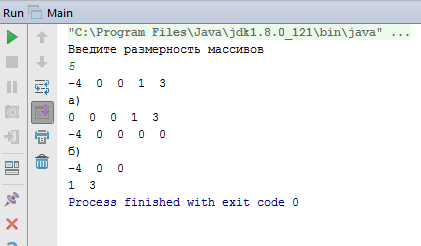 Run Main
"C:\Program Files\Java\jdk1.8.0_121\bin\java" ...
Введите размерность массивов
5
-4 0 0 1 3
а)
0 0 0 1 3
-4 0 0 0 0
б)
-4 0 0
1 3
Process finished with exit code 0